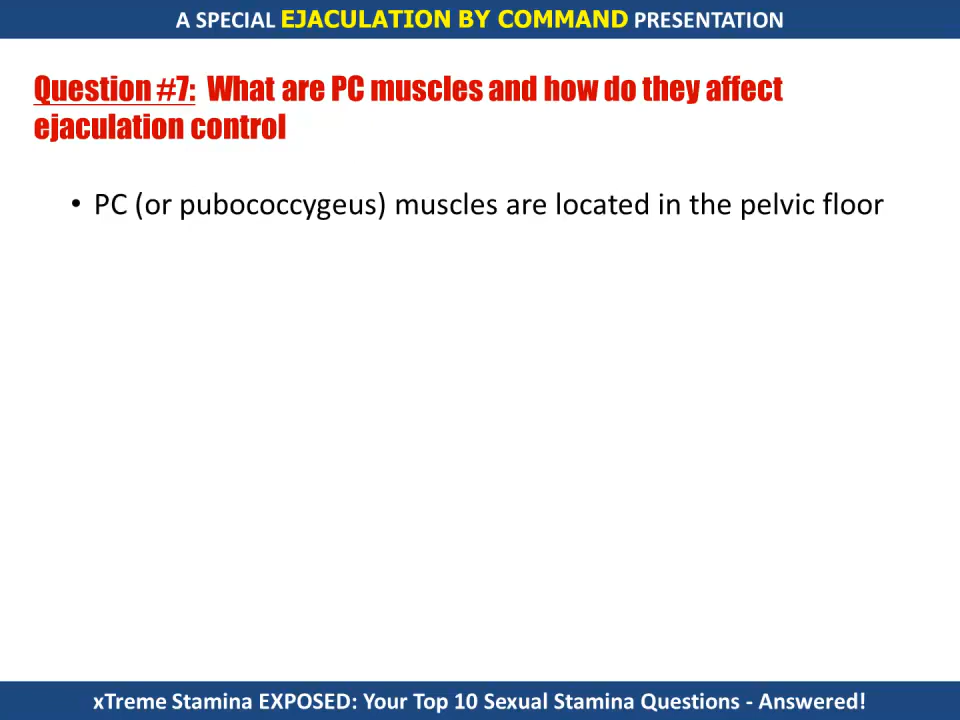 A SPECIAL EJACULATION BY COMMAND PRESENTATION
Question #7: What are PC muscles and how do they affect
ejaculation control
• PC (or pubococcygeus) muscles are located in the pelvic floor
xTreme Stamina EXPOSED: Your Top 10 Sexual Stamina Questions - Answered!